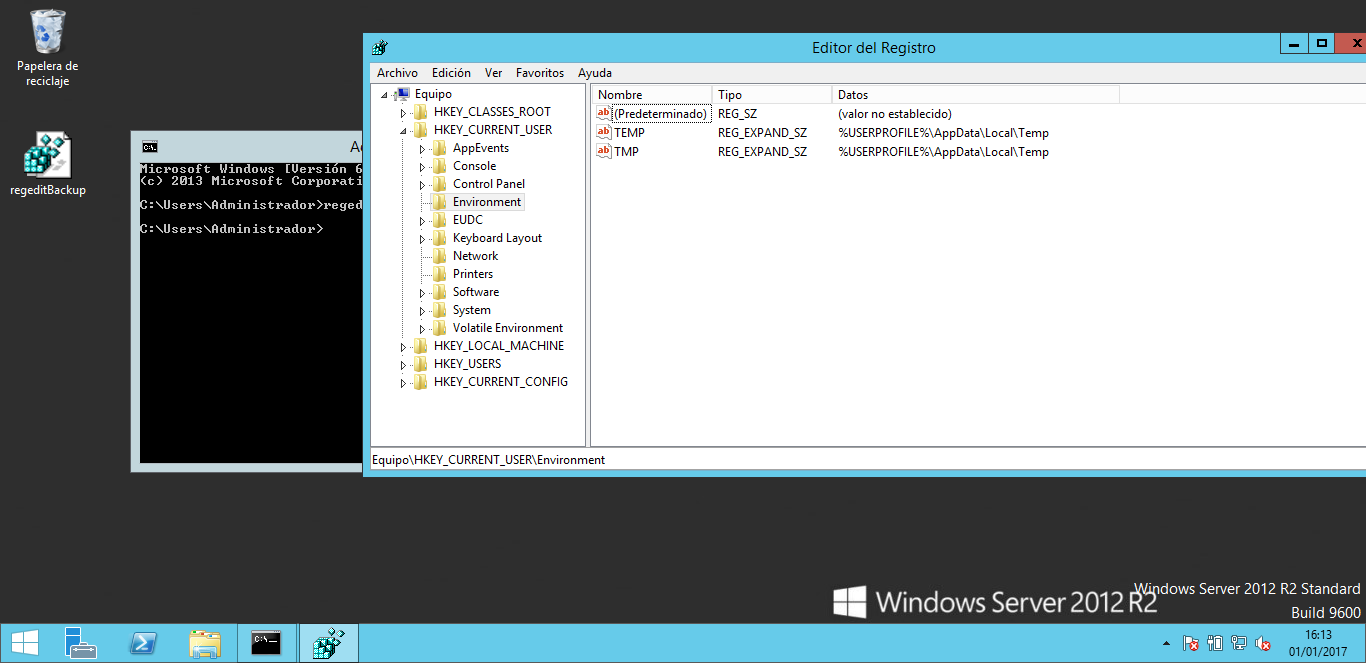 Papelera de
reciclaje
regeditBackup
C:\.
Microsoft Windows [Versión 6
(c) 2013 Microsoft Corporati
C:\Users\Administrador>reged
C:\Users\Administrador>
Editor del Registro
Archivo Edición Ver Favoritos Ayuda
Equipo
HKEY_CLASSES_ROOT
HKEY_CURRENT_USER
AppEvents
Console
Control Panel
Environment
EUDC
Keyboard Layout
Network
Printers
Software
System
Volatile Environment
HKEY_LOCAL_MACHINE
HKEY_USERS
HKEY_CURRENT_CONFIG
Nombre Tipo Datos
ab (Predeterminado) REG_SZ (valor no establecido)
ab TEMP REG_EXPAND_SZ %USERPROFILE%\AppData\Local\Temp
ab TMP REG_EXPAND_SZ %USERPROFILE%\AppData\Local\Temp
Equipo\HKEY_CURRENT_USER\Environment
Windows Server 2012 R2
Windows Server 2012 R2 Standard
Build 9600
16:13
01/01/2017